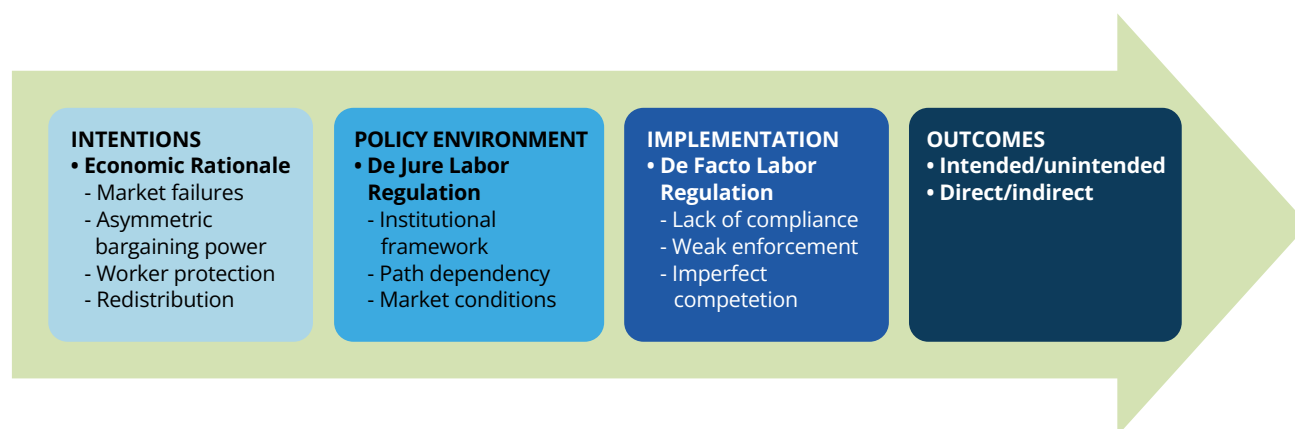 INTENTIONS
• Economic Rationale
- Market failures
- Asymmetric
bargaining power
- Worker protection
- Redistribution
POLICY ENVIRONMENT
• De Jure Labor
Regulation
- Institutional
framework
- Path dependency
- Market conditions
IMPLEMENTATION
• De Facto Labor
Regulation
- Lack of compliance
- Weak enforcement
- Imperfect
competetion
OUTCOMES
• Intended/unintended
• Direct/indirect